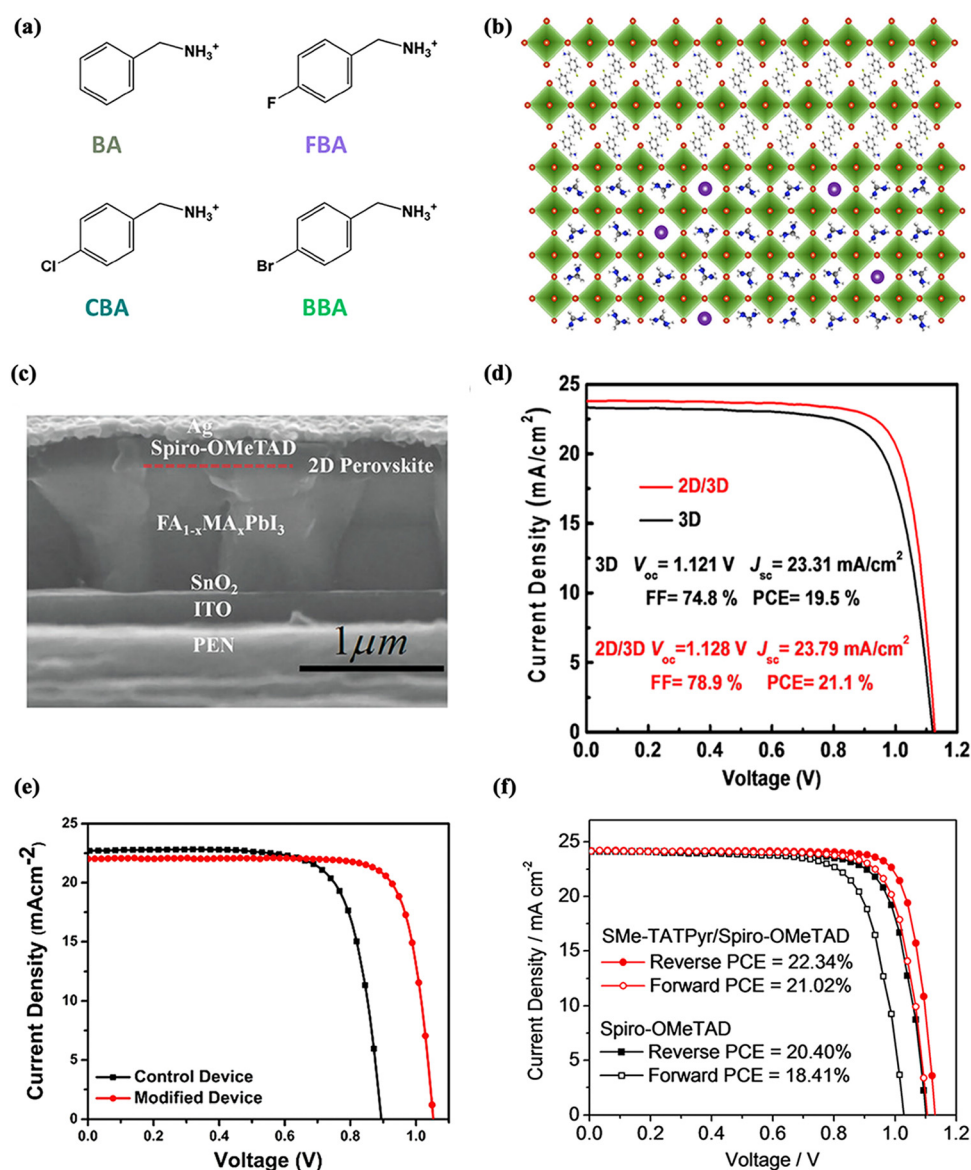 (a)
NH₃⁺
BA
NH₃⁺
F
FBA
NH₃⁺
Cl
CBA
NH₃⁺
Br
BBA
(b)
(c)
Ag
Spiro-OMeTAD
2D Perovskite
FA₁₋ₓMAₓPbI₃
SnO₂
ITO
PEN
1μm
(d)
Current Density (mA/cm²)
25
20
15
10
5
0
2D/3D
3D
3D Voc= 1.121 V Jsc= 23.31 mA/cm²
FF= 74.8 % PCE= 19.5 %
2D/3D Voc=1.128 V Jsc= 23.79 mA/cm²
FF= 78.9 % PCE= 21.1 %
0.0 0.2 0.4 0.6 0.8 1.0 1.2
Voltage (V)
(e)
Current Density (mAcm⁻²)
25
20
15
10
5
0
Control Device
Modified Device
0.0 0.2 0.4 0.6 0.8 1.0
Voltage (V)
(f)
Current Density / mA cm⁻²
25
20
15
10
5
0
SMe-TATPyr/Spiro-OMeTAD
Reverse PCE = 22.34%
Forward PCE = 21.02%
Spiro-OMeTAD
Reverse PCE = 20.40%
Forward PCE = 18.41%
0.0 0.2 0.4 0.6 0.8 1.0 1.2
Voltage / V